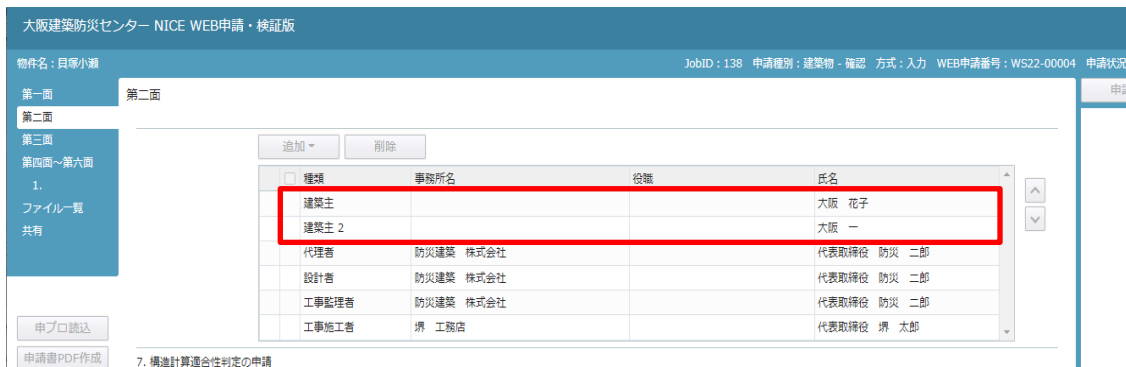 大阪建築防災センター NICE WEB申請・検証版
物件名 : 貝塚小瀬 JobID : 138 申請種別 : 建築物 - 確認 方式 : 入力 WEB申請番号 : WS22-00004 申請状況
第一面
第二面
第三面
第四面～第六面
1.
ファイル一覧
共有
申プロ読込
申請書PDF作成
第二面
追加 削除
種類 事務所名 役職 氏名
建築主 大阪 花子
建築主 2 大阪 一
代理者 防災建築 株式会社 代表取締役 防災 二郎
設計者 防災建築 株式会社 代表取締役 防災 二郎
工事監理者 防災建築 株式会社 代表取締役 防災 二郎
工事施工者 堺 工務店 代表取締役 堺 太郎
7. 構造計算適合性判定の申請